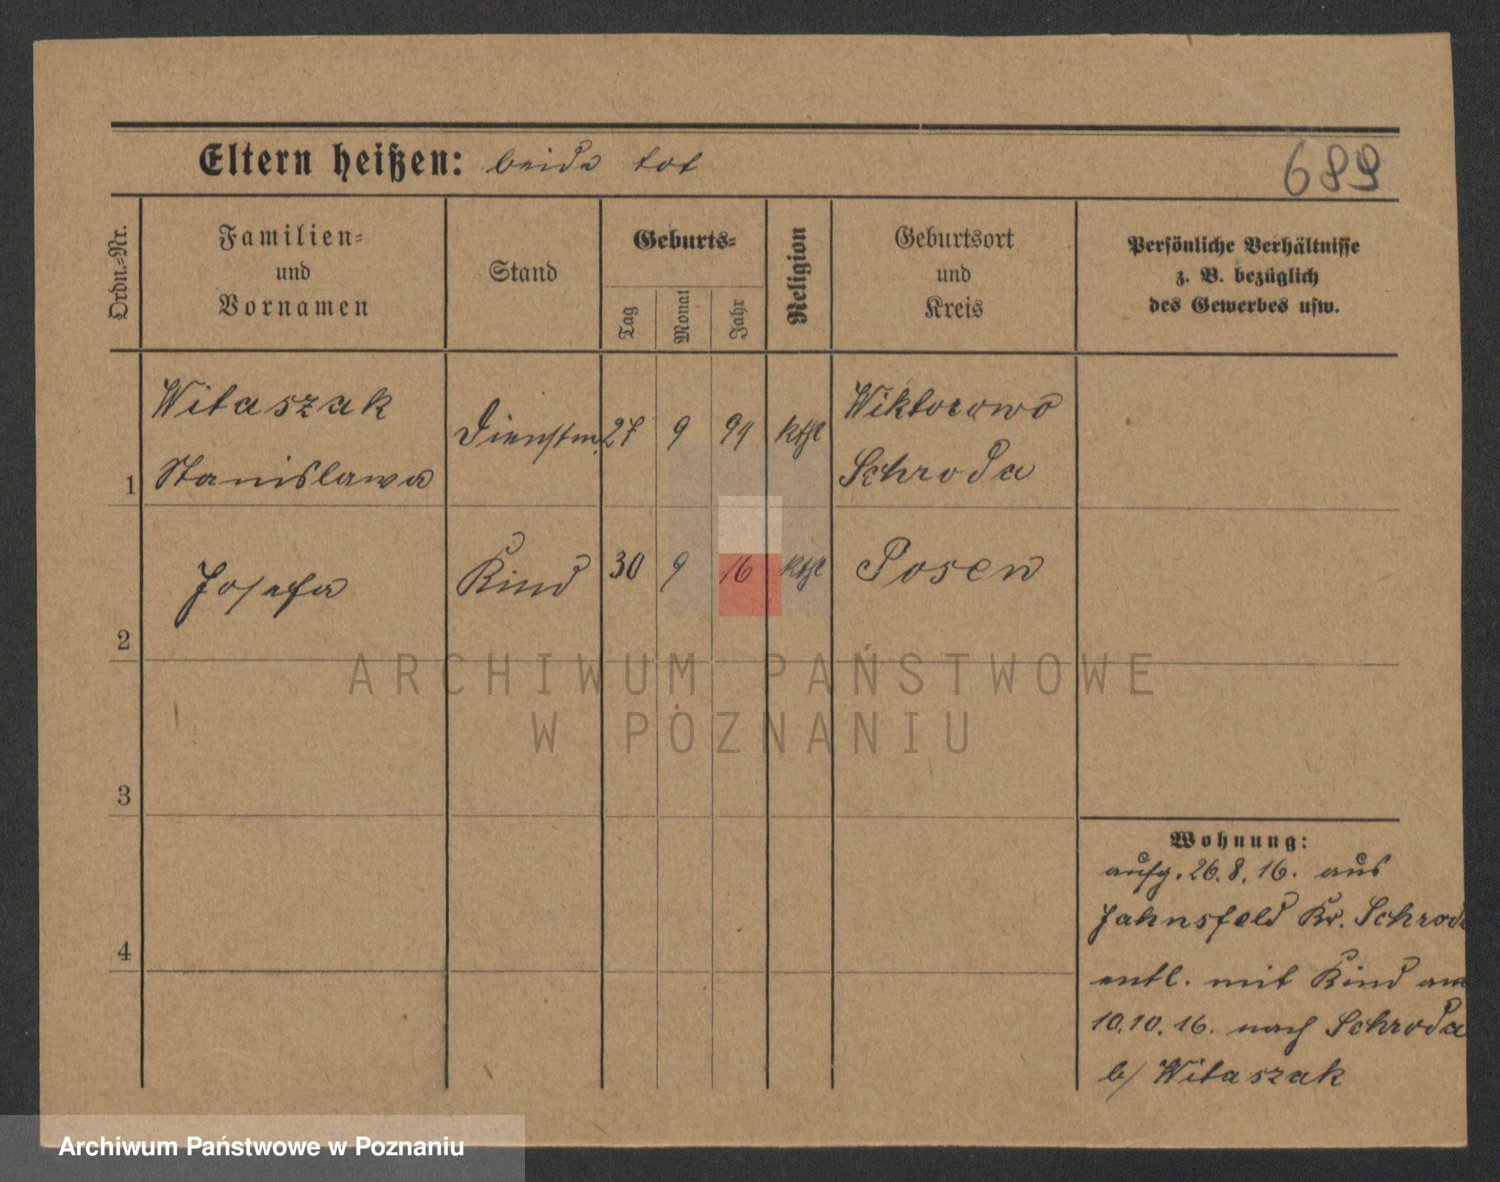 Eltern heißen: beide tot
689
Ordn.-Nr.
Familien-
und
Vornamen
Stand
Geburts-
Tag
Monat
Jahr
Religion
Geburtsort
und
Kreis
Persönliche Verhältnisse
z. B. bezüglich
des Gewerbes usw.
1
Witaszak
Stanislawa
Dienstm.
27
9
94
kthl
Wiktorowo
Schroda
2
Josefa
Kind
30
9
16
kthl
Posen
ARCHIWUM PAŃSTWOWE
W POZNANIU
3
4
Wohnung:
aufg. 26. 8. 16. aus
Jahnsfeld Kr. Schroda
entl. mit Kind am
10. 10. 16. nach Schroda
b/ Witaszak
Archiwum Państwowe w Poznaniu